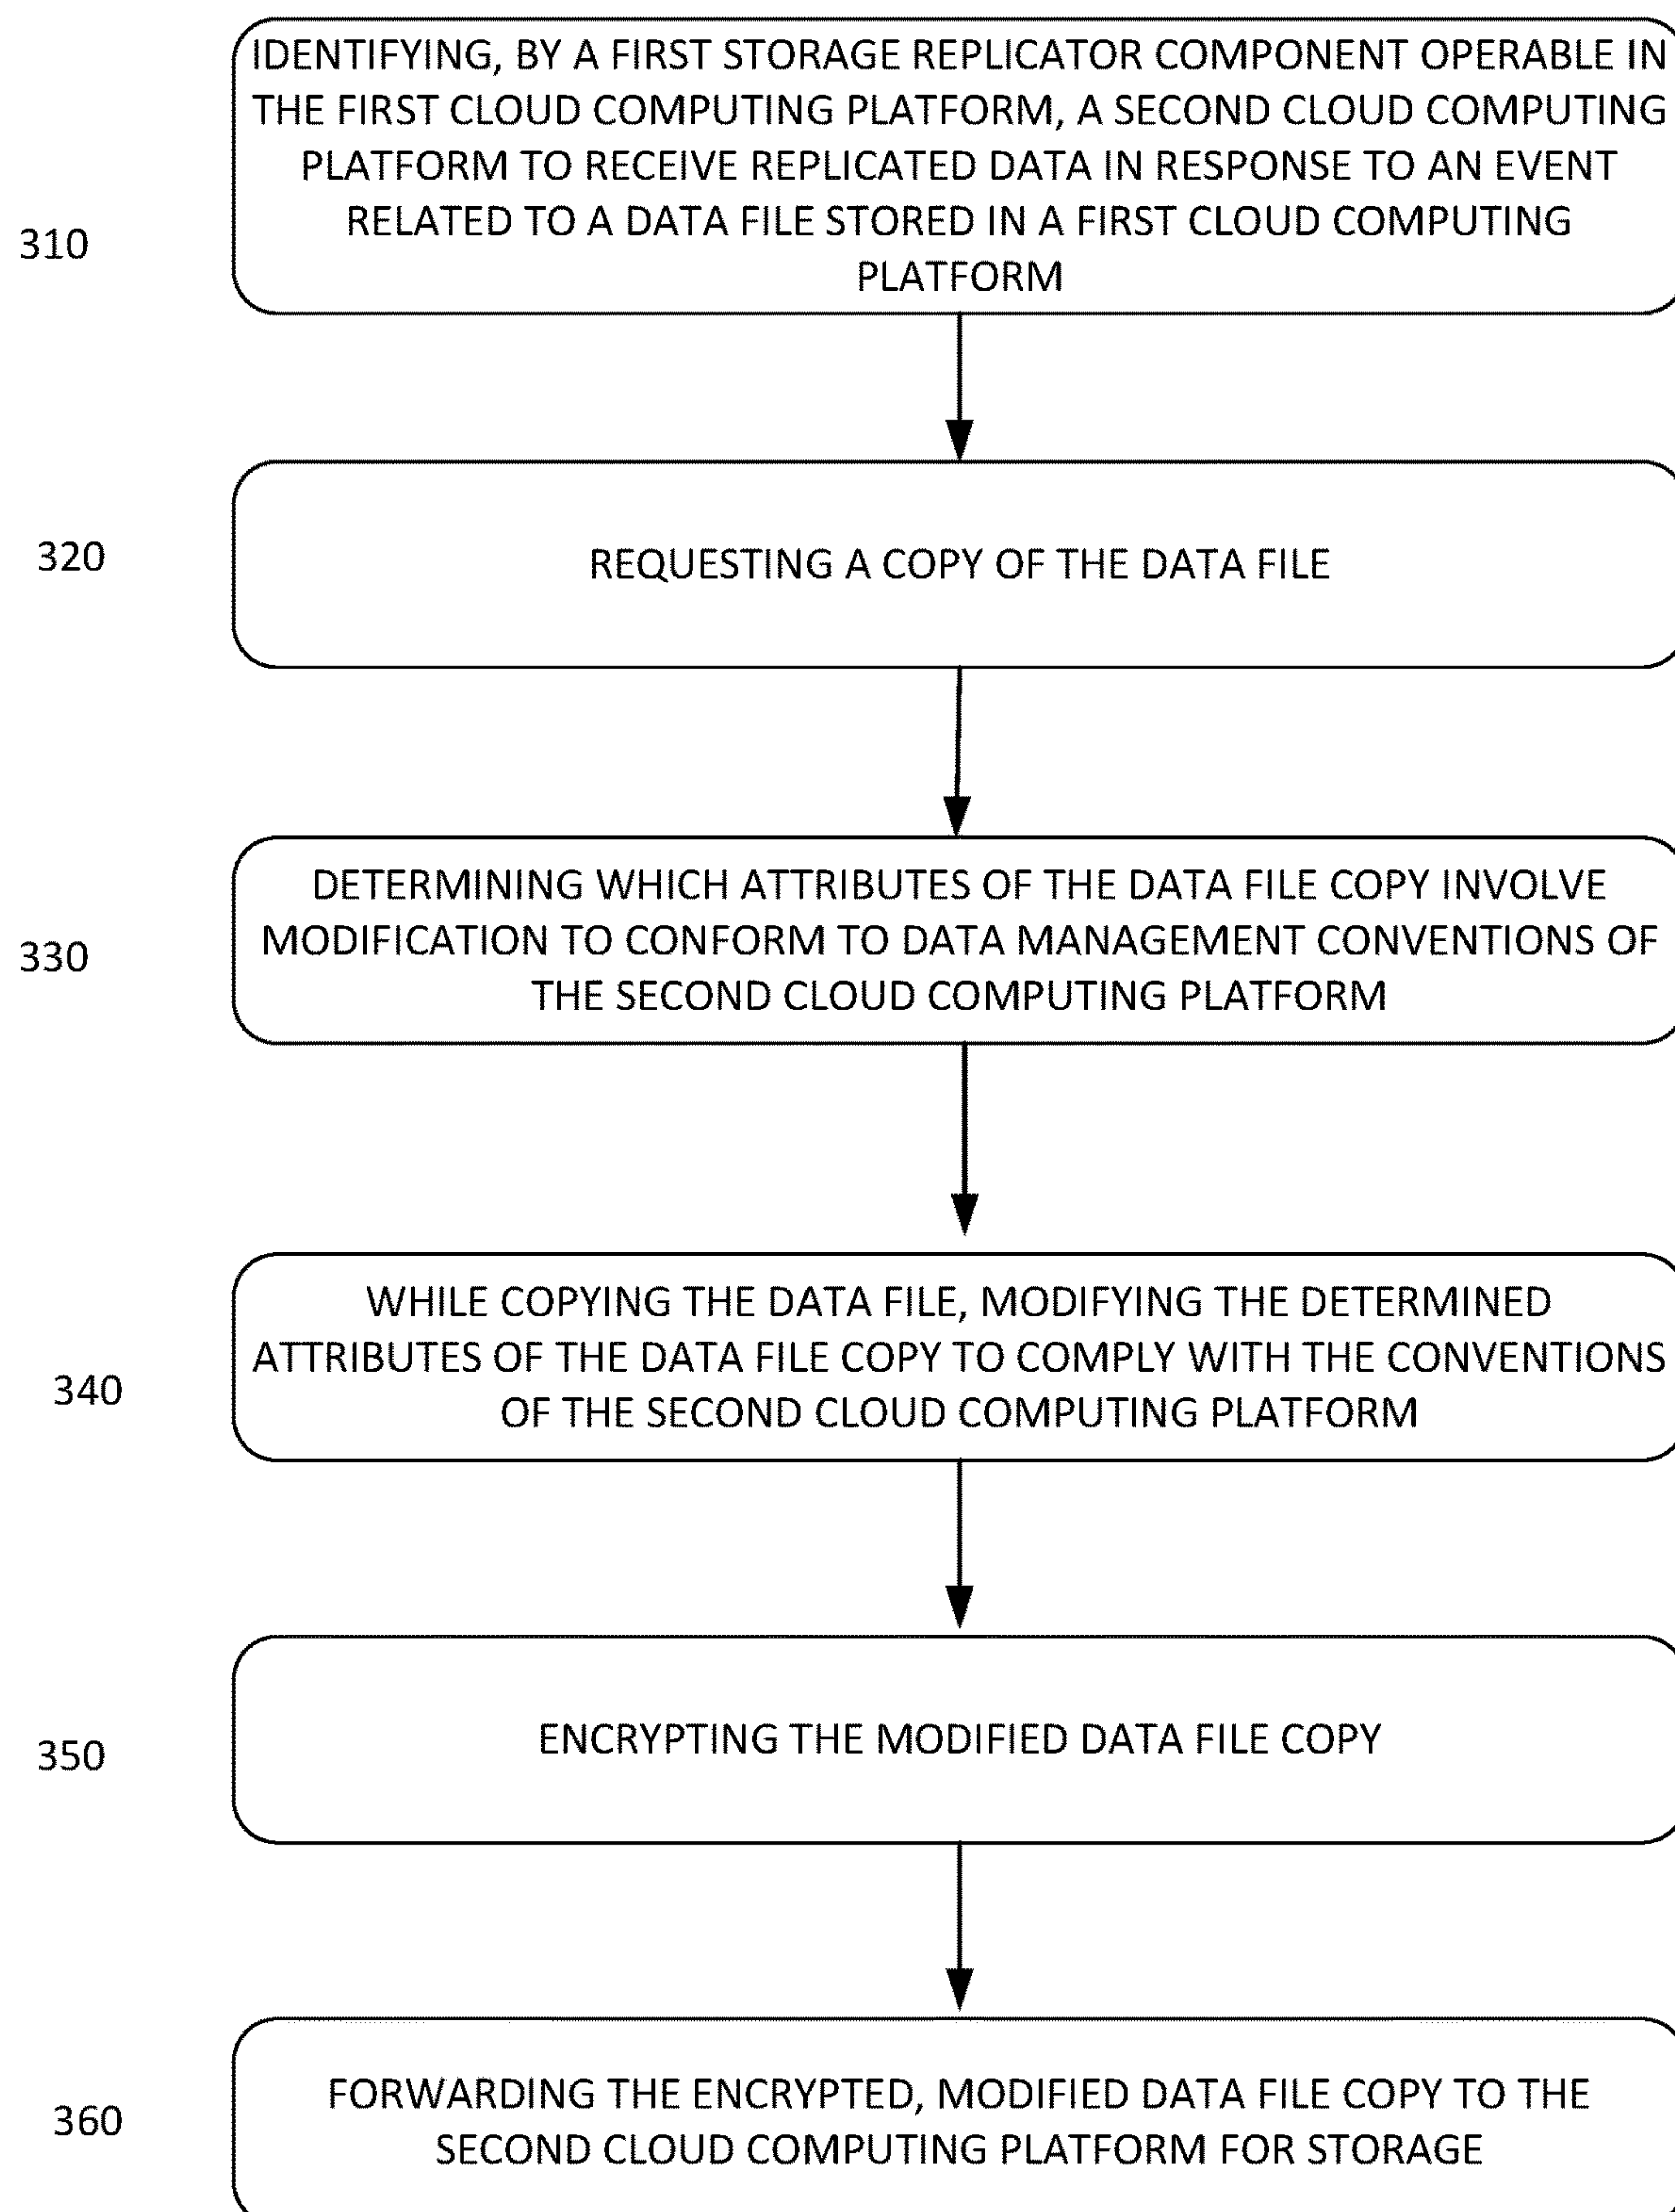 IDENTIFYING, BY A FIRST STORAGE REPLICATOR COMPONENT OPERABLE IN
THE FIRST CLOUD COMPUTING PLATFORM, A SECOND CLOUD COMPUTING
PLATFORM TO RECEIVE REPLICATED DATA IN RESPONSE TO AN EVENT
RELATED TO A DATA FILE STORED IN A FIRST CLOUD COMPUTING
PLATFORM
310
320
REQUESTING A COPY OF THE DATA FILE
330
DETERMINING WHICH ATTRIBUTES OF THE DATA FILE COPY INVOLVE
MODIFICATION TO CONFORM TO DATA MANAGEMENT CONVENTIONS OF
THE SECOND CLOUD COMPUTING PLATFORM
340
WHILE COPYING THE DATA FILE, MODIFYING THE DETERMINED
ATTRIBUTES OF THE DATA FILE COPY TO COMPLY WITH THE CONVENTIONS
OF THE SECOND CLOUD COMPUTING PLATFORM
350
ENCRYPTING THE MODIFIED DATA FILE COPY
360
FORWARDING THE ENCRYPTED, MODIFIED DATA FILE COPY TO THE
SECOND CLOUD COMPUTING PLATFORM FOR STORAGE